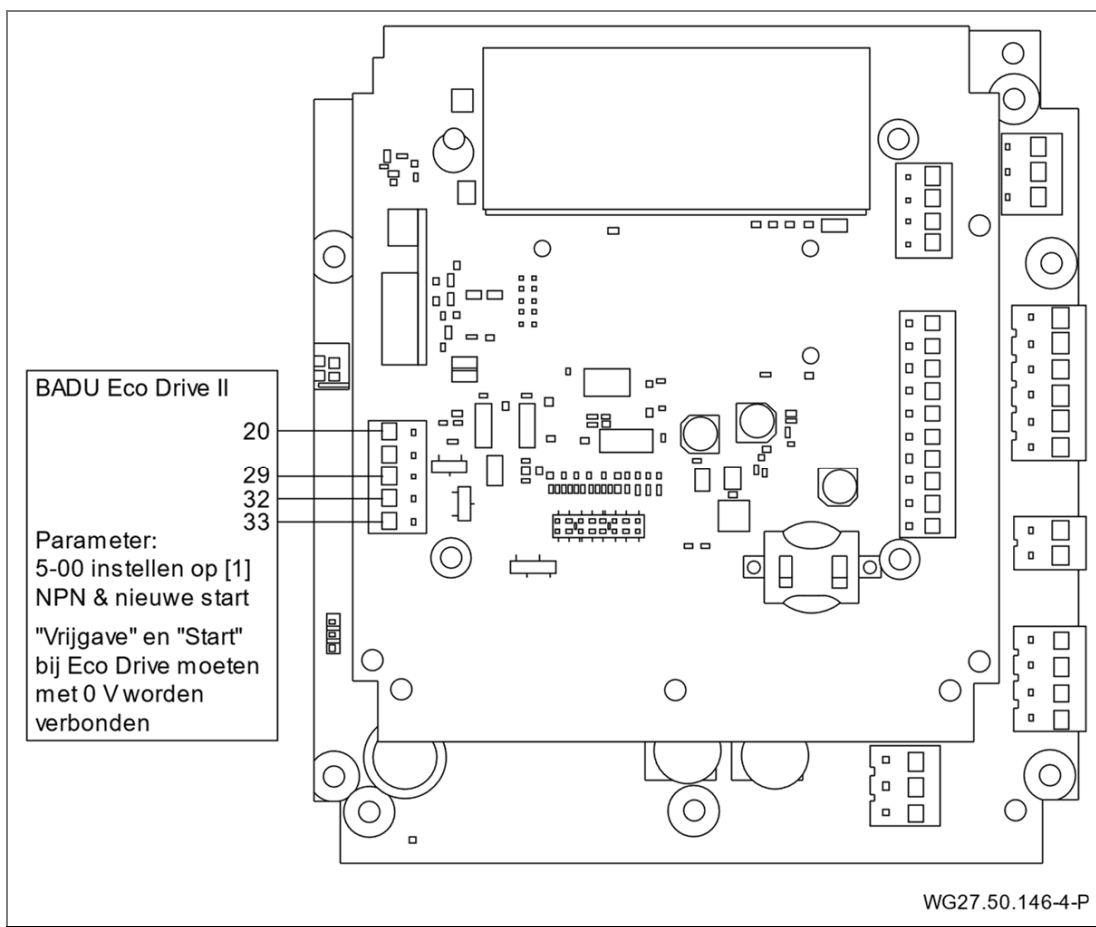 BADU Eco Drive II
20
29
32
33
Parameter:
5-00 instellen op [1]
NPN & nieuwe start
"Vrijgave" en "Start"
bij Eco Drive moeten
met 0 V worden
verbonden
WG27.50.146-4-P